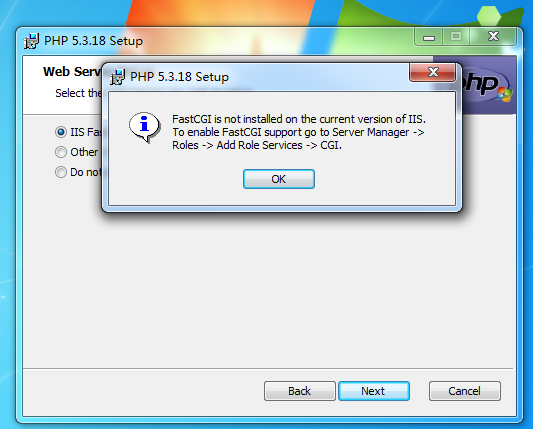 PHP 5.3.18 Setup
Web Serv
Select the
PHP 5.3.18 Setup
FastCGI is not installed on the current version of IIS.
To enable FastCGI support go to Server Manager ->
Roles -> Add Role Services -> CGI.
OK
IIS Fas
Other
Do not
php
Back
Next
Cancel